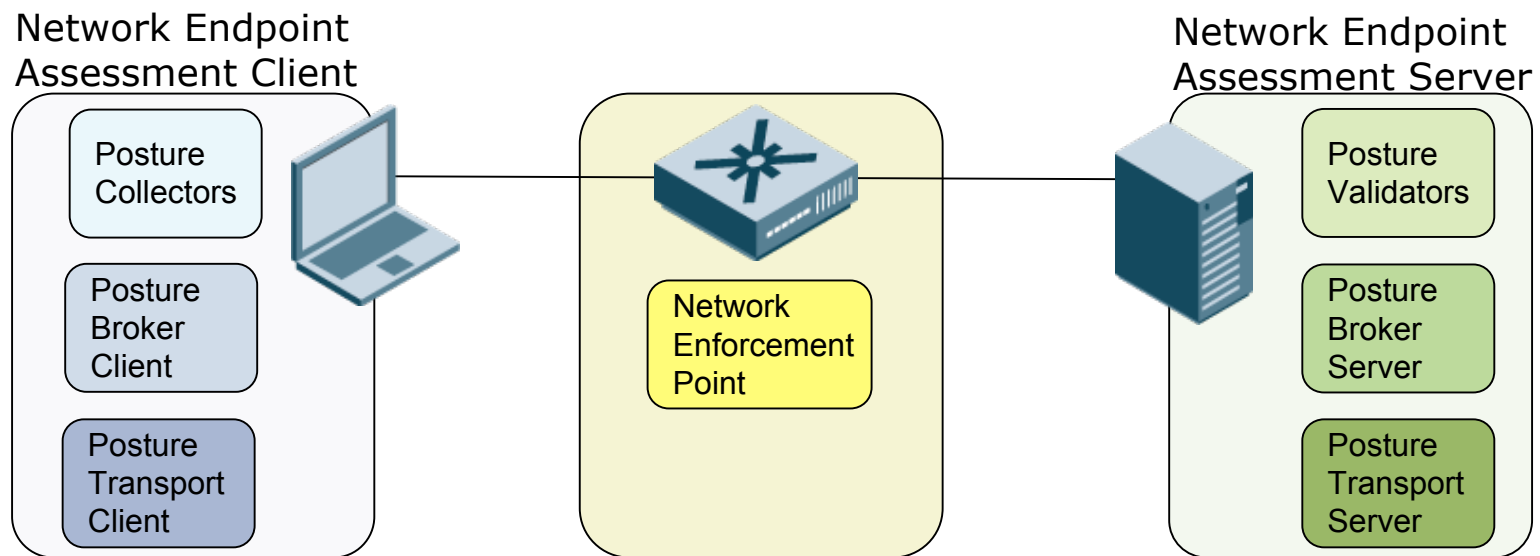 Network Endpoint
Assessment Client
Network Endpoint
Assessment Server
Posture
Collectors
Posture
Broker
Client
Posture
Transport
Client
Network
Enforcement
Point
Posture
Validators
Posture
Broker
Server
Posture
Transport
Server